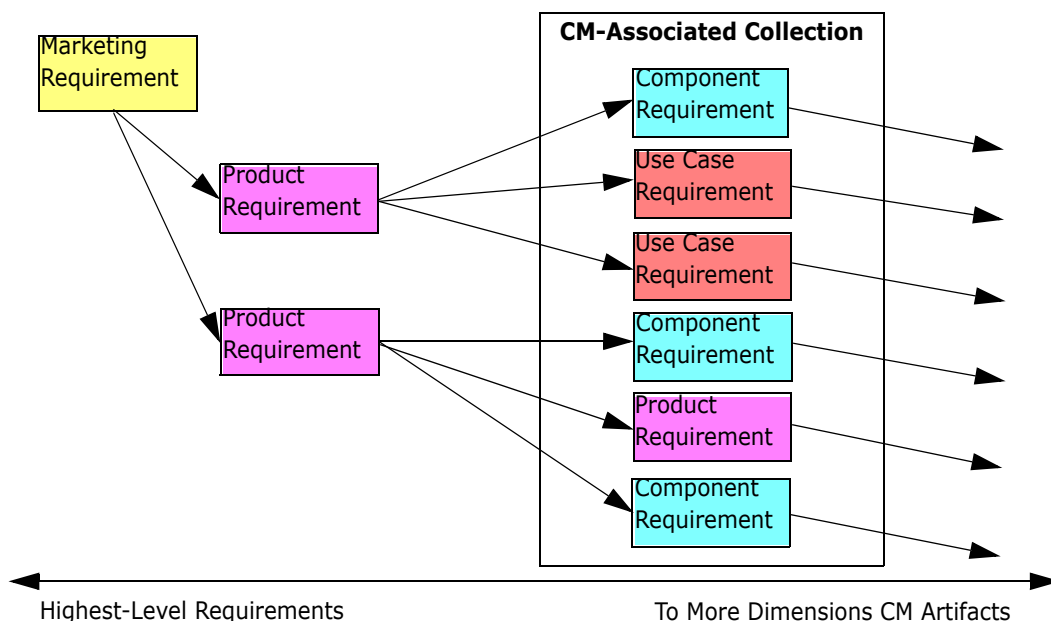 CM-Associated Collection
Marketing
Requirement
Component
Requirement
Product
Requirement
Use Case
Requirement
Use Case
Requirement
Product
Requirement
Component
Requirement
Product
Requirement
Component
Requirement
Highest-Level Requirements
To More Dimensions CM Artifacts